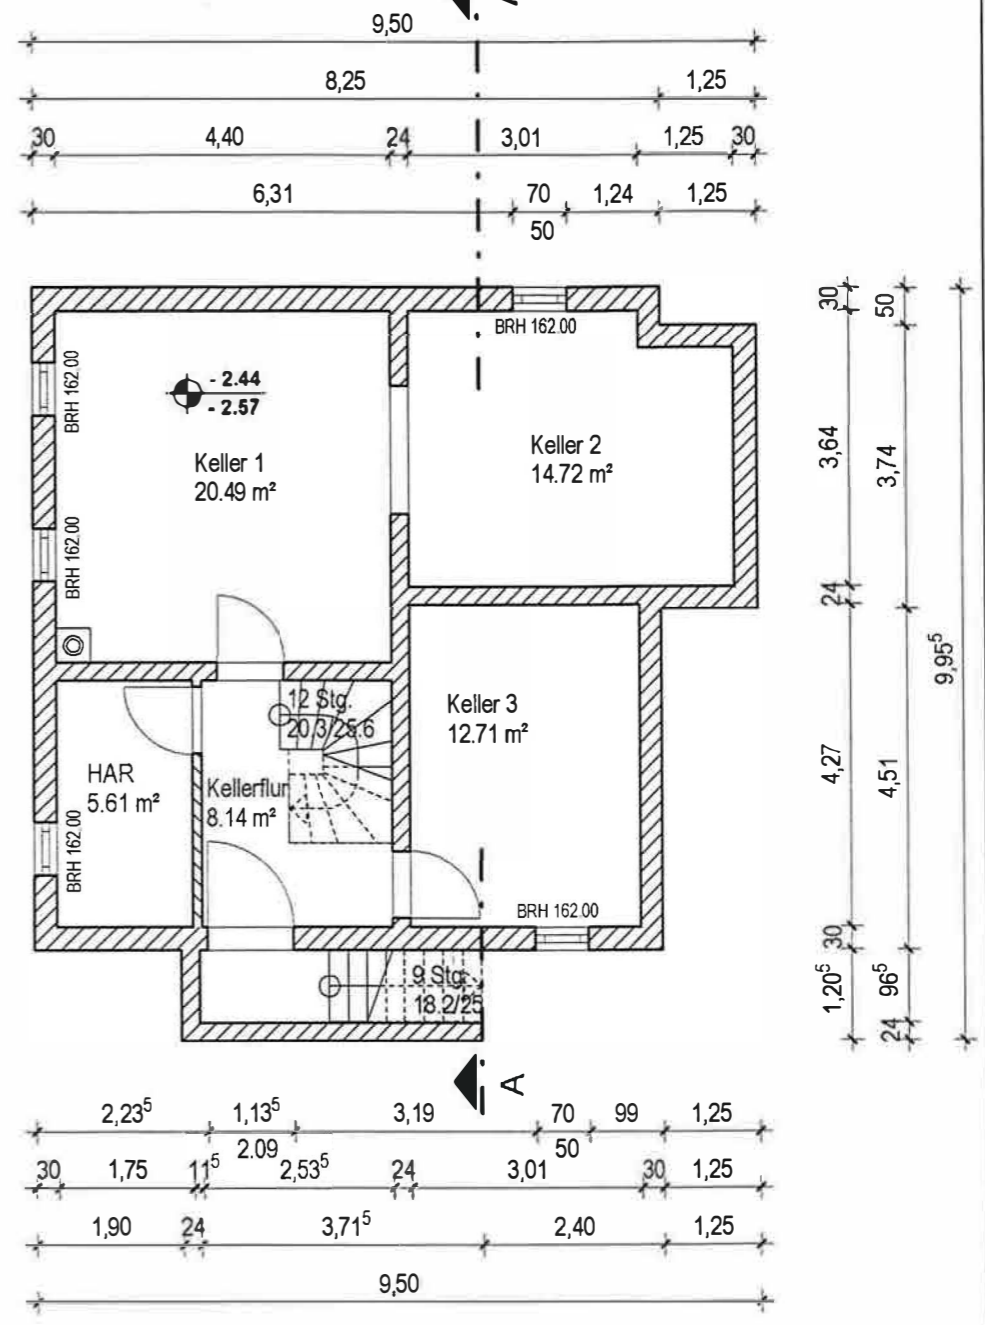 9,50
8,25 1,25
30 4,40 24 3,01 1,25 30
6,31 70 1,24 1,25
50
BRH 162.00
BRH 162.00
- 2.44
- 2.57
Keller 1
20.49 m²
Keller 2
14.72 m²
BRH 162.00
12 Stg.
20.3/25.6
Keller 3
12.71 m²
HAR
5.61 m²
Kellerflur
8.14 m²
BRH 162.00
BRH 162.00
9 Stg.
18.2/25
A
30
3,64
24
4,27
30
1,20⁵
50
3,74
4,51
96⁵
24
9,95⁵
2,23⁵ 1,13⁵ 3,19 70 99 1,25
2.09 50
30 1,75 11⁵ 2,53⁵ 24 3,01 30 1,25
1,90 24 3,71⁵ 2,40 1,25
9,50